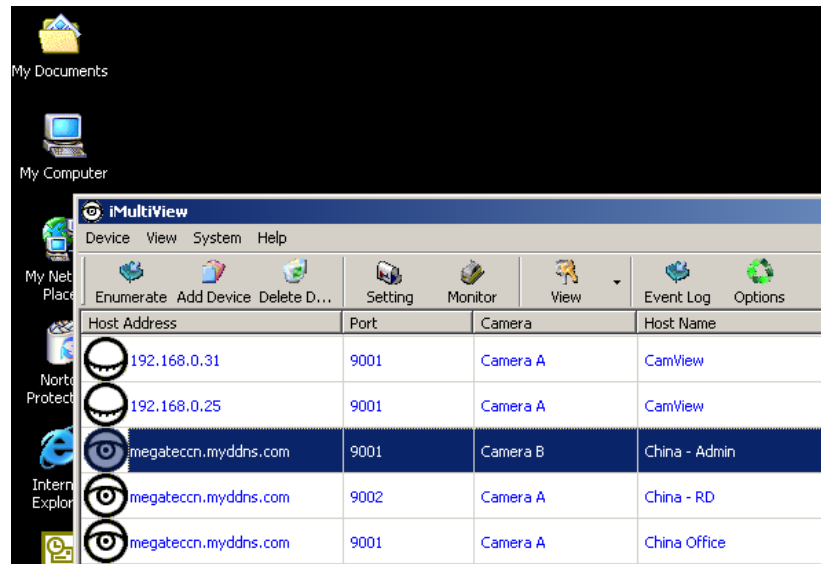 My Documents
My Computer
My Net
Place
Norto
Protect
Intern
Explor
iMultiView
Device View System Help
Enumerate Add Device Delete D... Setting Monitor View Event Log Options
Host Address Port Camera Host Name
192.168.0.31 9001 Camera A CamView
192.168.0.25 9001 Camera A CamView
megateccn.myddns.com 9001 Camera B China - Admin
megateccn.myddns.com 9002 Camera A China - RD
megateccn.myddns.com 9001 Camera A China Office